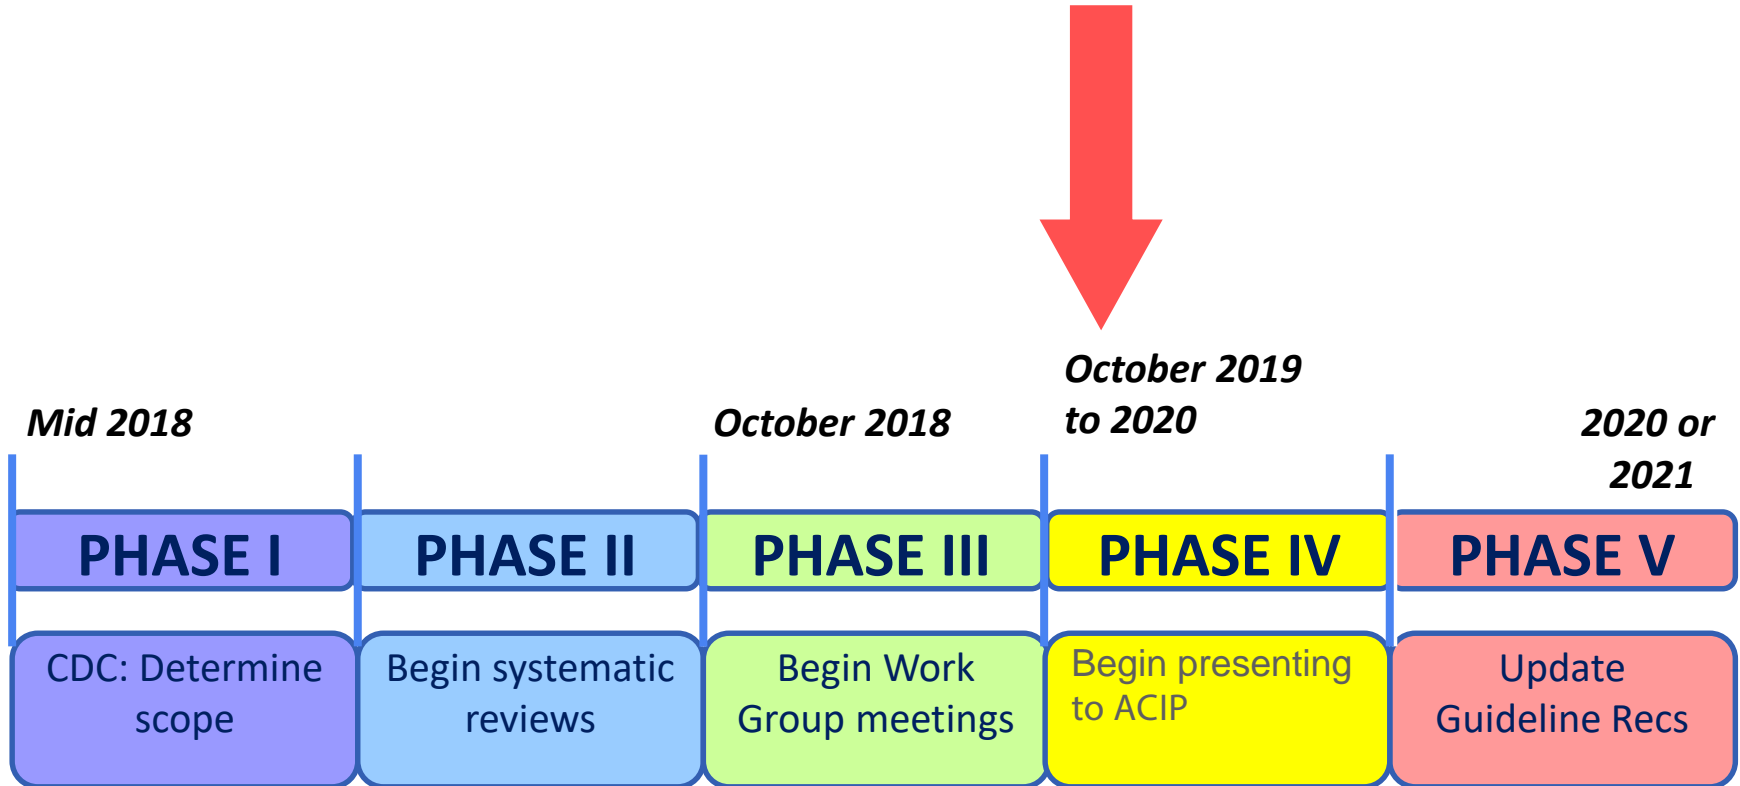 Mid 2018
October 2018
October 2019
to 2020
2020 or
2021
PHASE I
PHASE II
PHASE III
PHASE IV
PHASE V
CDC: Determine
scope
Begin systematic
reviews
Begin Work
Group meetings
Begin presenting
to ACIP
Update
Guideline Recs